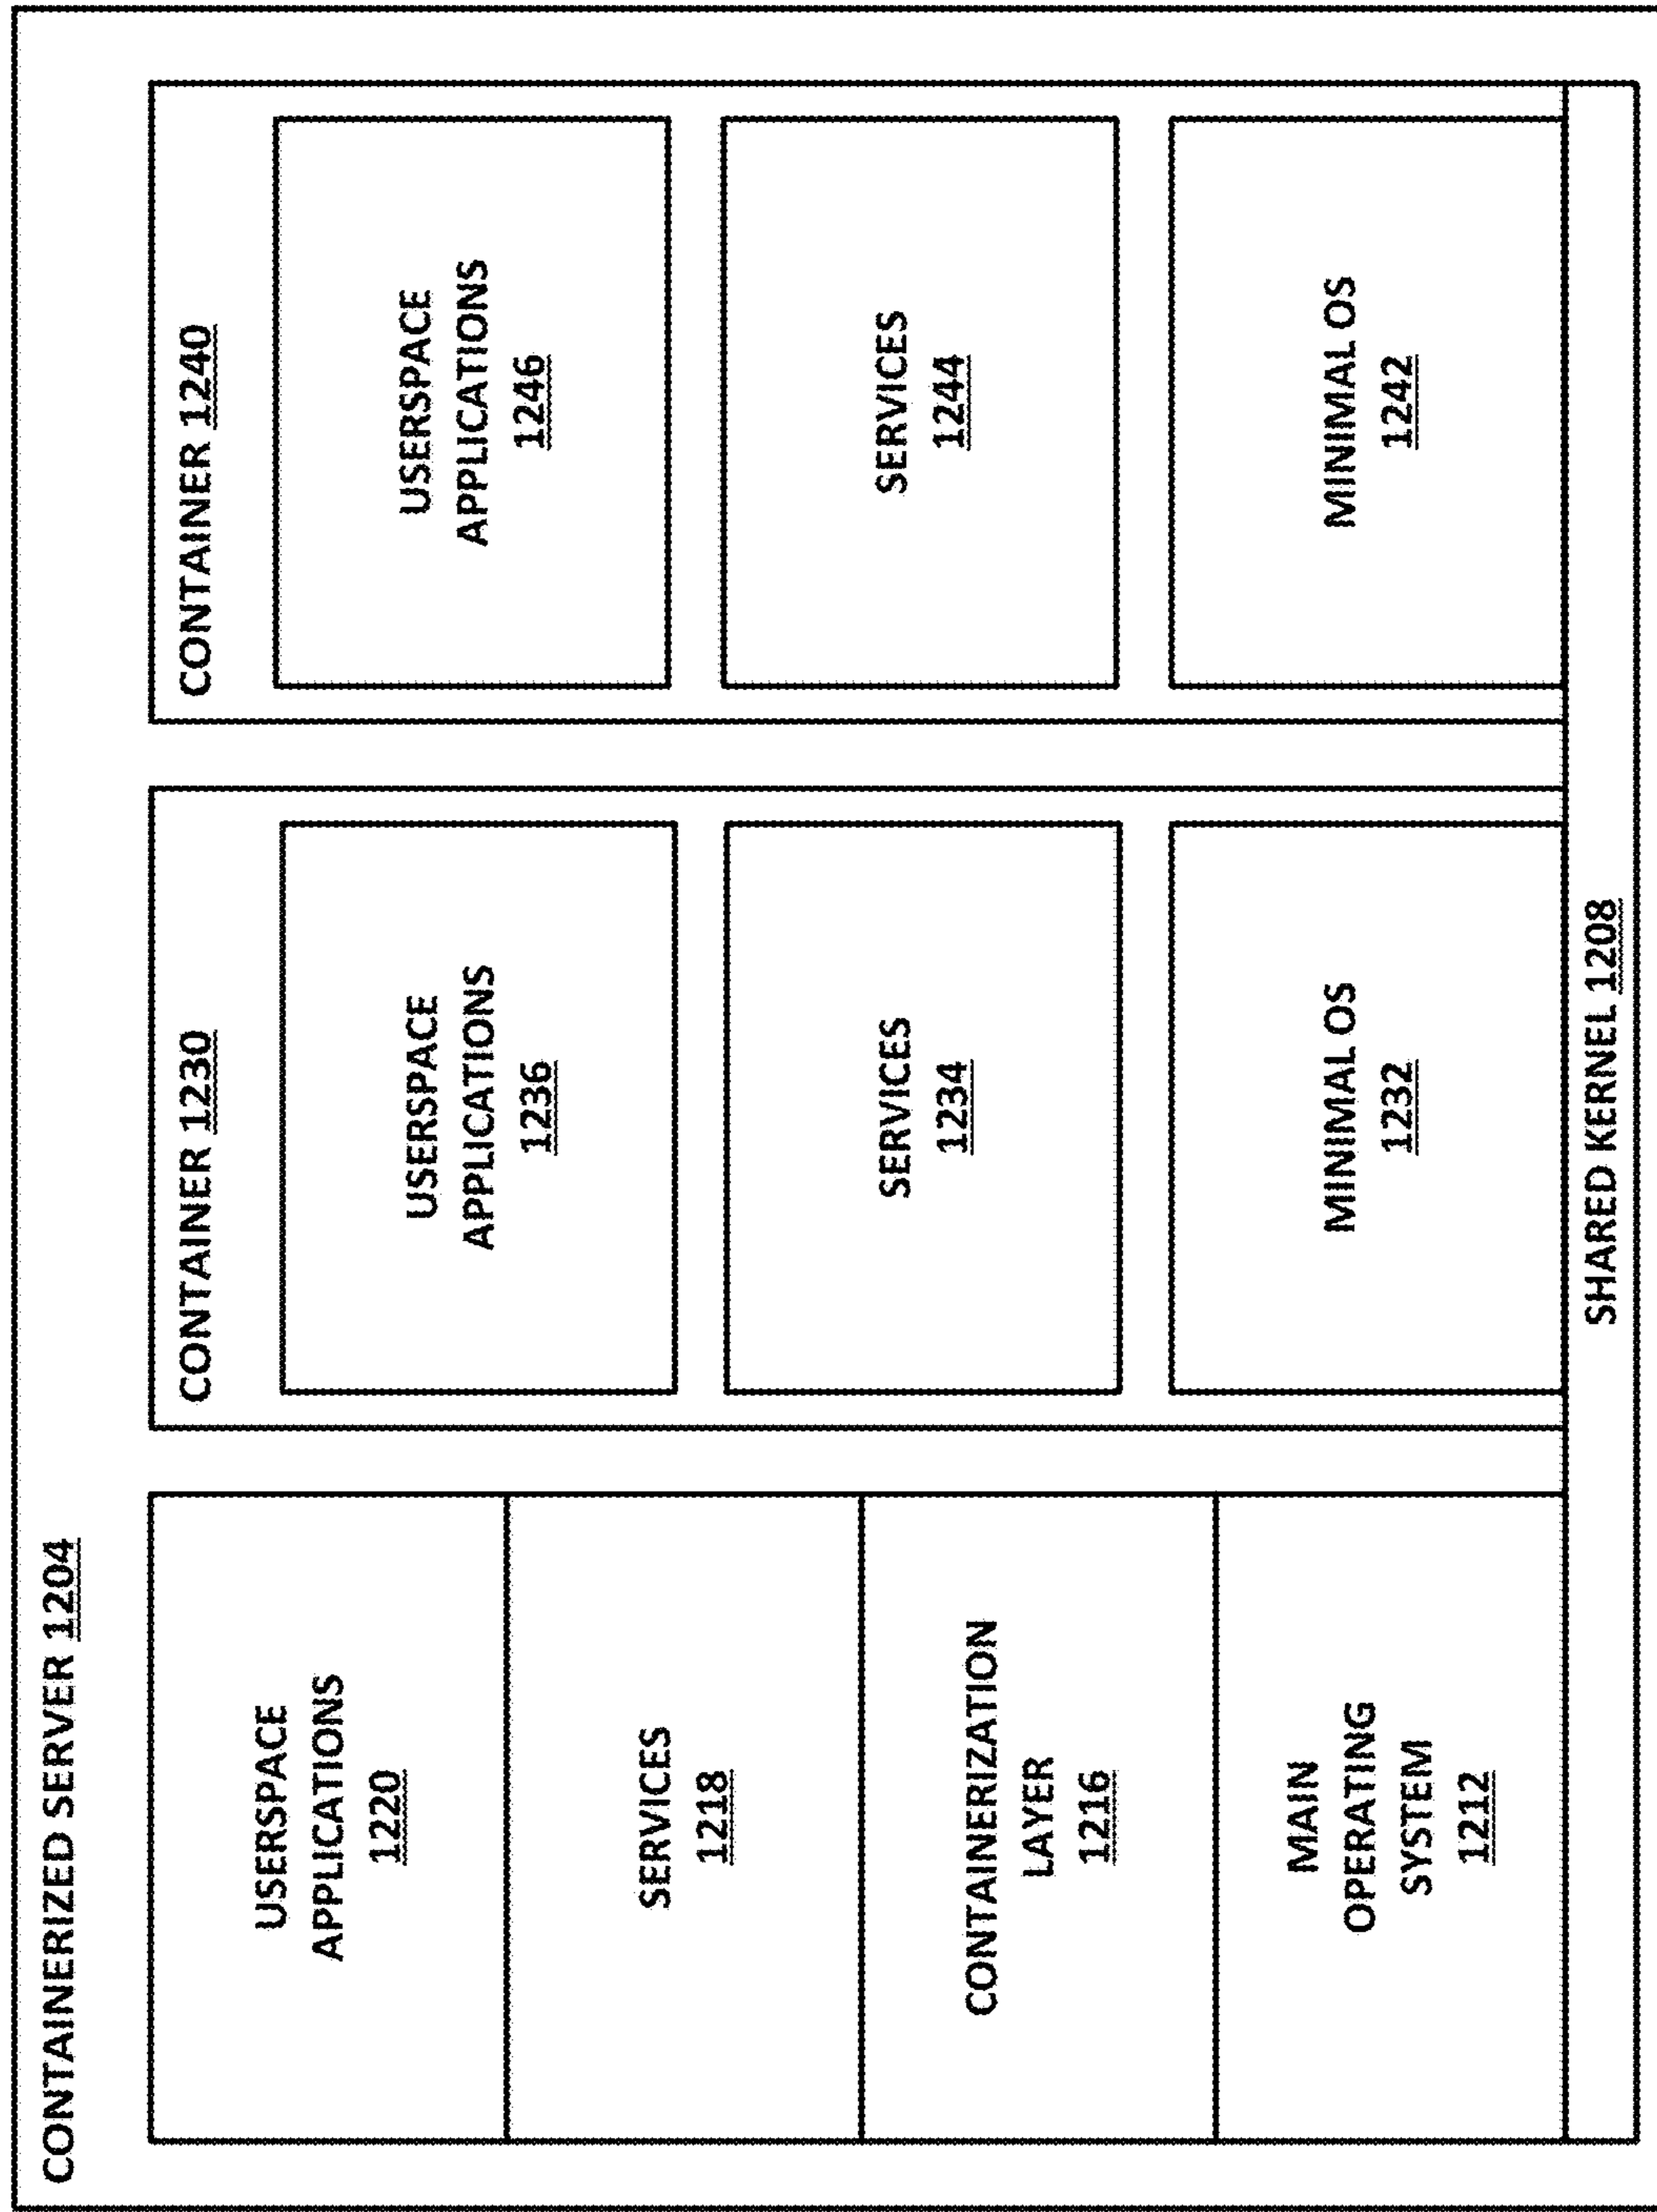 CONTAINERIZED SERVER 1204
USERSPACE
APPLICATIONS
1220
SERVICES
1218
CONTAINERIZATION
LAYER
1216
MAIN
OPERATING
SYSTEM
1212
CONTAINER 1230
USERSPACE
APPLICATIONS
1236
SERVICES
1234
MINIMAL OS
1232
CONTAINER 1240
USERSPACE
APPLICATIONS
1246
SERVICES
1244
MINIMAL OS
1242
SHARED KERNEL 1208